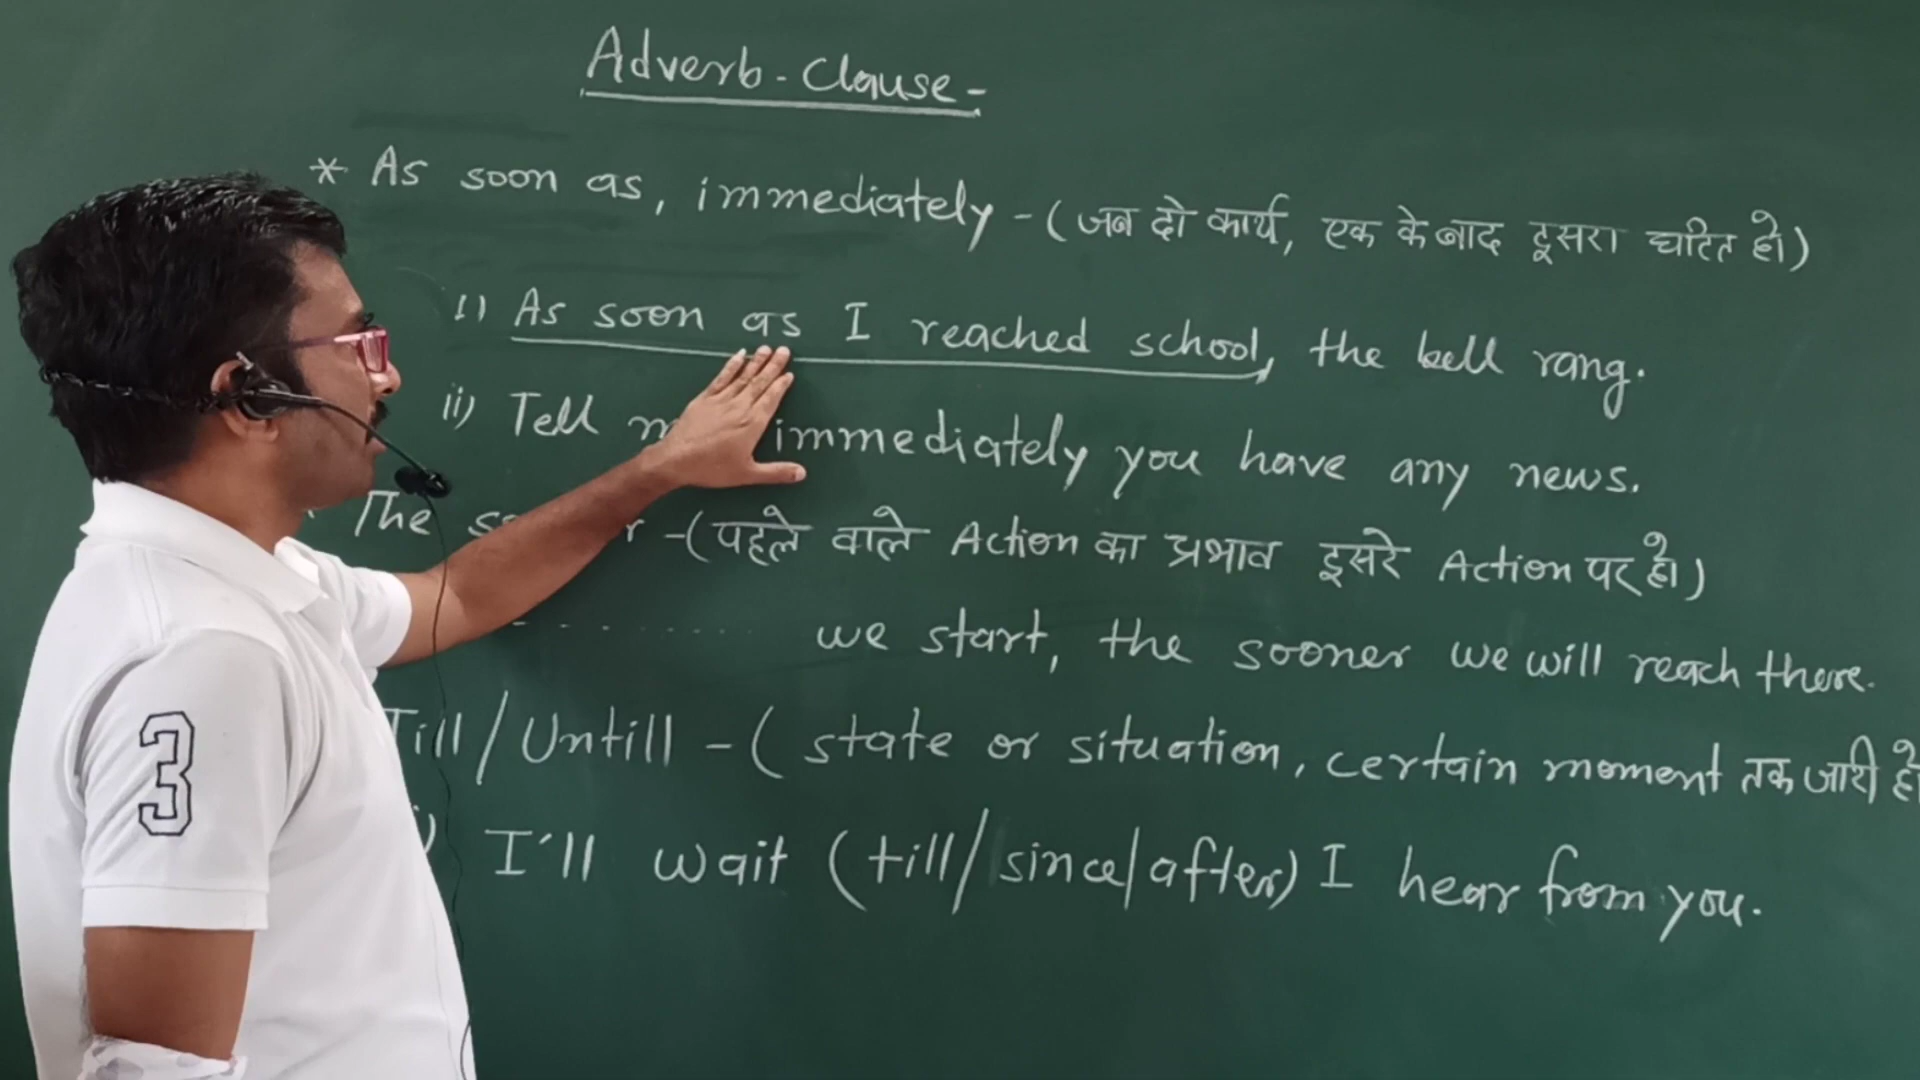 Adverb-Clause-
* As soon as, immediately - (जब दो कार्य, एक के बाद दूसरा घटित हो)
i) As soon as I reached school, the bell rang.
ii) Tell immediately you have any news.
The - (पहले वाले Action का प्रभाव दूसरे Action पर हो)
.......... we start, the sooner we will reach there.
Till/Untill - (state or situation, certain moment तक जारी हो
) I'll wait (till/since/after) I hear from you.
3